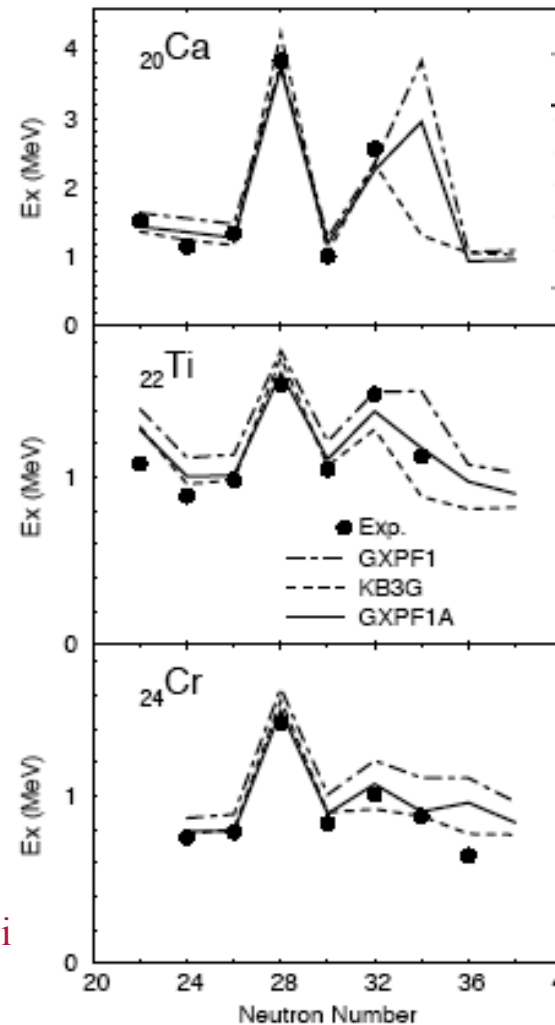 20Ca
Ex (MeV)
4
3
2
1
0
22Ti
Ex (MeV)
1
0
Exp.
GXPF1
KB3G
GXPF1A
24Cr
Ex (MeV)
1
0
i
20 24 28 32 36 4
Neutron Number